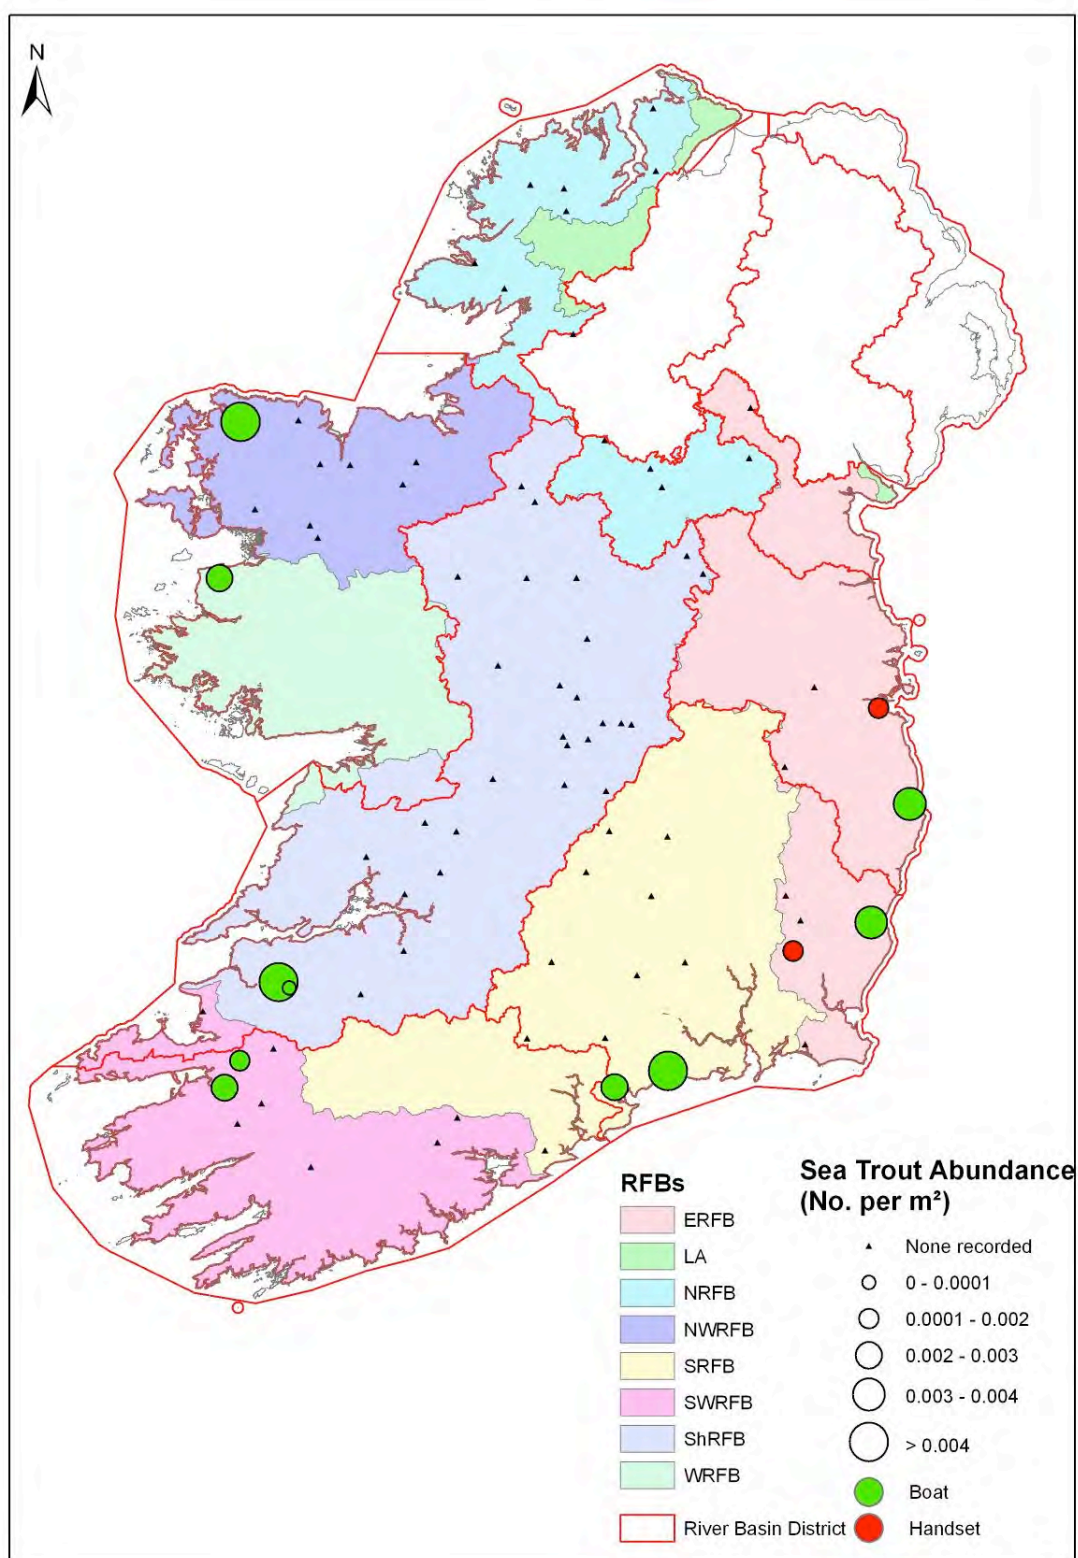 N
RFBs
ERFB
LA
NRFB
NWRFB
SRFB
SWRFB
ShRFB
WRFB
River Basin District
Sea Trout Abundance
(No. per m²)
None recorded
0 - 0.0001
0.0001 - 0.002
0.002 - 0.003
0.003 - 0.004
> 0.004
Boat
Handset